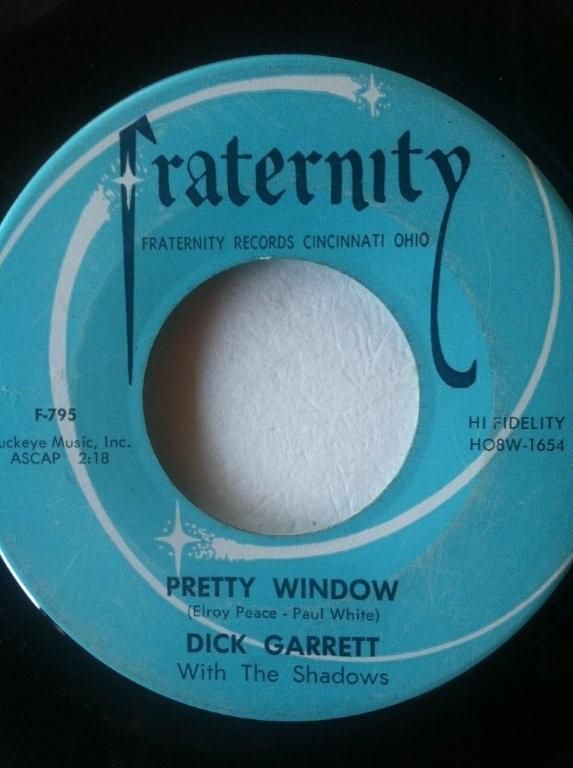 Fraternity
FRATERNITY RECORDS CINCINNATI OHIO
F-795
uckeye Music, Inc.
ASCAP 2:18
HI FIDELITY
HO8W-1654
PRETTY WINDOW
(Elroy Peace - Paul White)
DICK GARRETT
With The Shadows